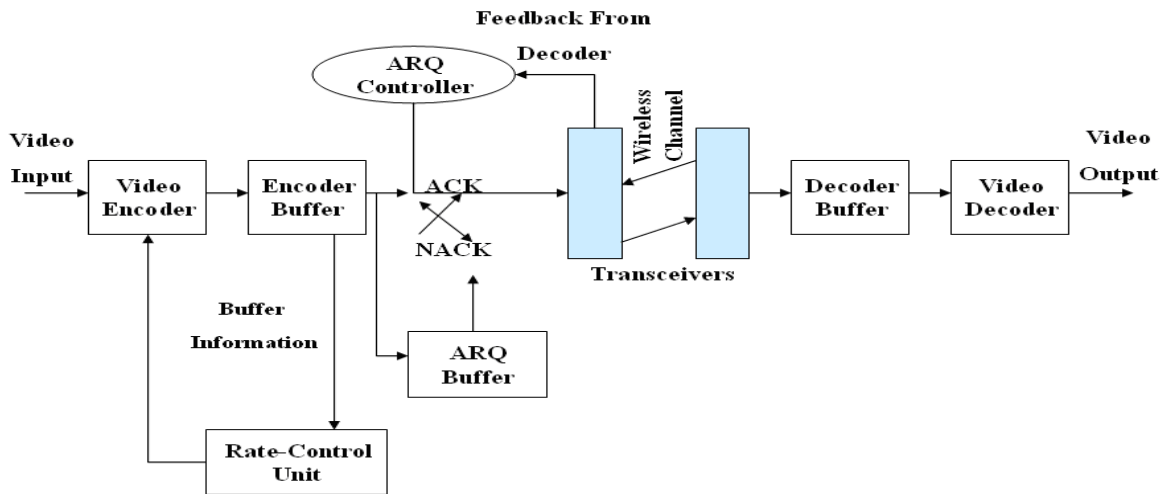 Feedback From
Decoder
ARQ
Controller
Wireless
Channel
Video
Input
Video
Encoder
Encoder
Buffer
ACK
NACK
Decoder
Buffer
Video
Decoder
Video
Output
Transceivers
Buffer
Information
ARQ
Buffer
Rate-Control
Unit